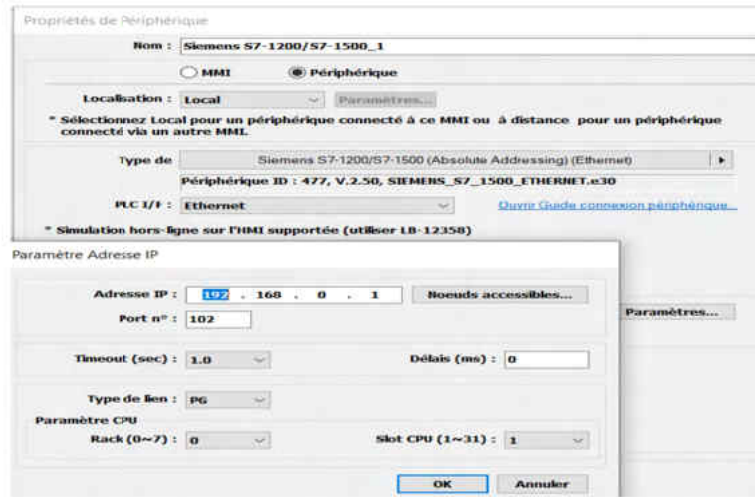 Propriétés de Périphérique
Nom : Siemens S7-1200/S7-1500_1
MMI Périphérique
Localisation : Local Paramètres...
* Sélectionnez Local pour un périphérique connecté à ce MMI ou à distance pour un périphérique
connecté via un autre MMI.
Type de Siemens S7-1200/S7-1500 (Absolute Addressing) (Ethernet)
Périphérique ID : 477, V.2.50, SIEMENS_S7_1500_ETHERNET.e30
PLC I/F : Ethernet Ouvrir Guide connexion périphérique...
* Simulation hors-ligne sur l'HMI supportée (utiliser LB-12358)
Paramètre Adresse IP
Adresse IP : 192 . 168 . 0 . 1 Noeuds accessibles...
Paramètres...
Port n° : 102
Timeout (sec) : 1.0 Délais (ms) : 0
Type de lien : PG
Paramètre CPU
Rack (0~7) : 0 Slot CPU (1~31) : 1
OK Annuler